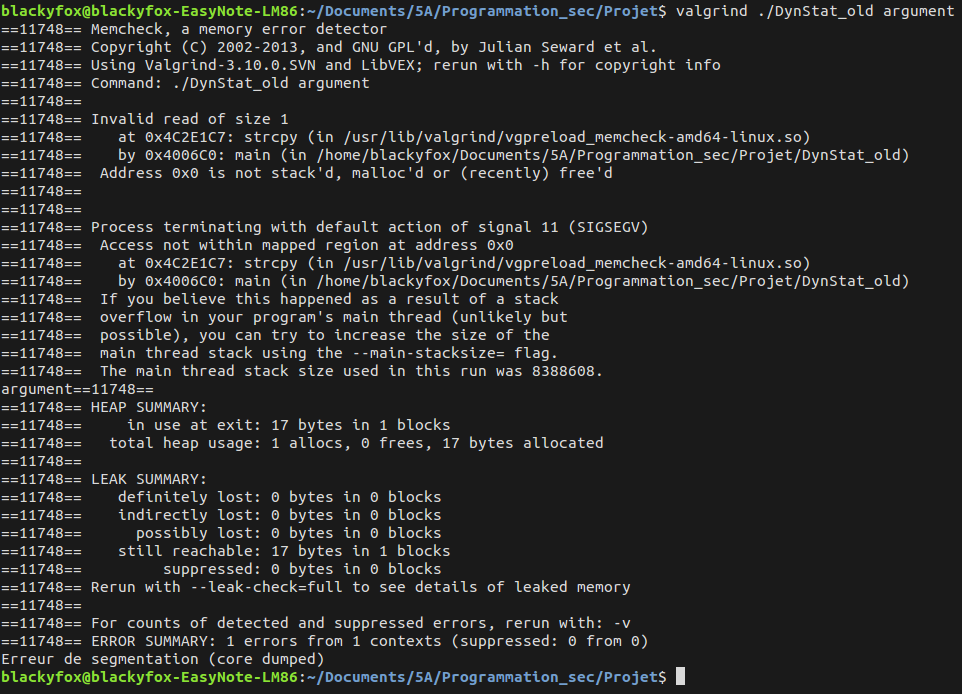 blackyfox@blackyfox-EasyNote-LM86:~/Documents/5A/Programmation_sec/Projet$ valgrind ./DynStat_old argument
==11748== Memcheck, a memory error detector
==11748== Copyright (C) 2002-2013, and GNU GPL'd, by Julian Seward et al.
==11748== Using Valgrind-3.10.0.SVN and LibVEX; rerun with -h for copyright info
==11748== Command: ./DynStat_old argument
==11748==
==11748== Invalid read of size 1
==11748==    at 0x4C2E1C7: strcpy (in /usr/lib/valgrind/vgpreload_memcheck-amd64-linux.so)
==11748==    by 0x4006C0: main (in /home/blackyfox/Documents/5A/Programmation_sec/Projet/DynStat_old)
==11748==  Address 0x0 is not stack'd, malloc'd or (recently) free'd
==11748==
==11748==
==11748== Process terminating with default action of signal 11 (SIGSEGV)
==11748==  Access not within mapped region at address 0x0
==11748==    at 0x4C2E1C7: strcpy (in /usr/lib/valgrind/vgpreload_memcheck-amd64-linux.so)
==11748==    by 0x4006C0: main (in /home/blackyfox/Documents/5A/Programmation_sec/Projet/DynStat_old)
==11748==  If you believe this happened as a result of a stack
==11748==  overflow in your program's main thread (unlikely but
==11748==  possible), you can try to increase the size of the
==11748==  main thread stack using the --main-stacksize= flag.
==11748==  The main thread stack size used in this run was 8388608.
argument==11748==
==11748== HEAP SUMMARY:
==11748==     in use at exit: 17 bytes in 1 blocks
==11748==   total heap usage: 1 allocs, 0 frees, 17 bytes allocated
==11748==
==11748== LEAK SUMMARY:
==11748==    definitely lost: 0 bytes in 0 blocks
==11748==    indirectly lost: 0 bytes in 0 blocks
==11748==      possibly lost: 0 bytes in 0 blocks
==11748==    still reachable: 17 bytes in 1 blocks
==11748==         suppressed: 0 bytes in 0 blocks
==11748== Rerun with --leak-check=full to see details of leaked memory
==11748==
==11748== For counts of detected and suppressed errors, rerun with: -v
==11748== ERROR SUMMARY: 1 errors from 1 contexts (suppressed: 0 from 0)
Erreur de segmentation (core dumped)
blackyfox@blackyfox-EasyNote-LM86:~/Documents/5A/Programmation_sec/Projet$